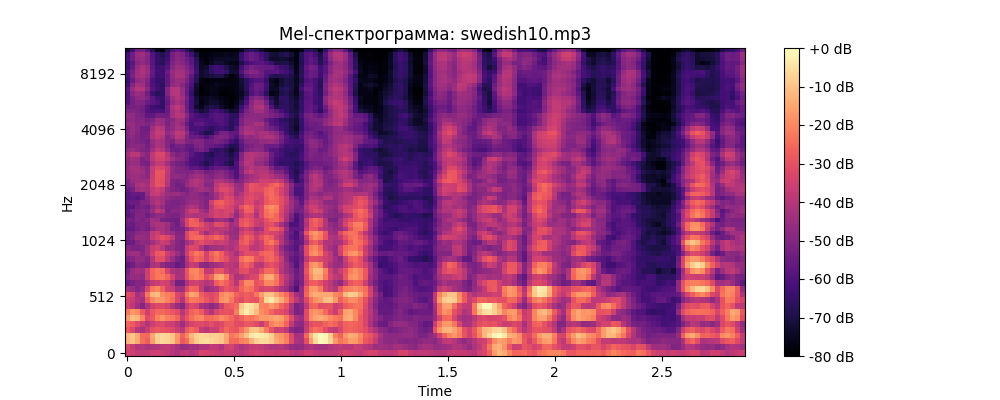 Mel-спектрограмма: swedish10.mp3
Hz
8192
4096
2048
1024
512
0
0
0.5
1
1.5
2
2.5
Time
+0 dB
-10 dB
-20 dB
-30 dB
-40 dB
-50 dB
-60 dB
-70 dB
-80 dB